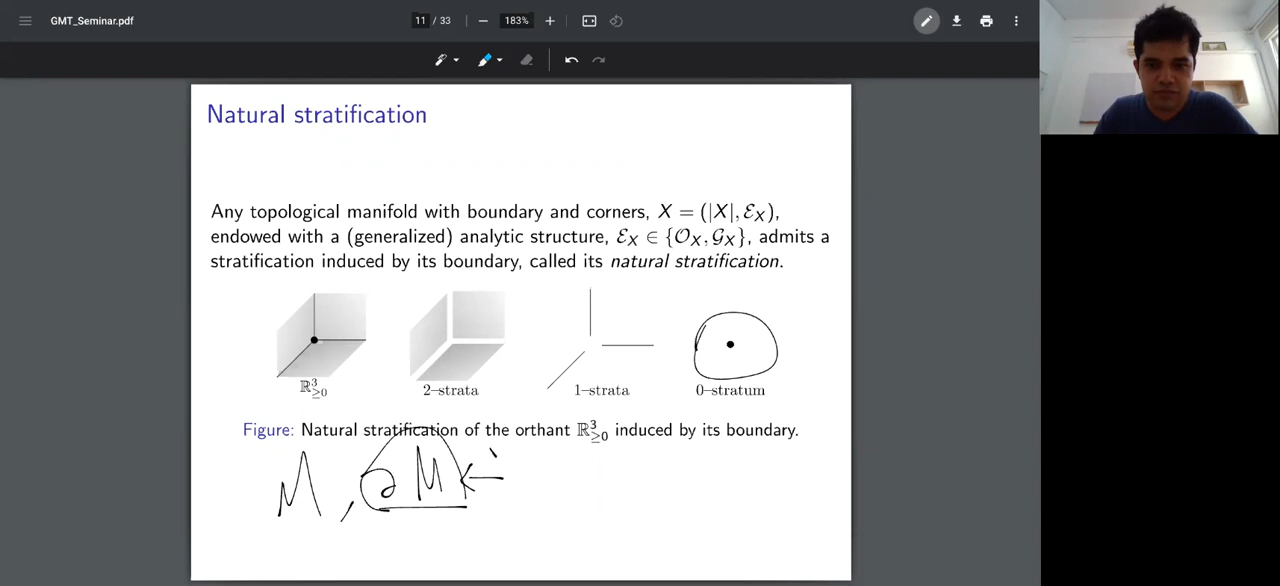 GMT_Seminar.pdf
11 / 33
183%
Natural stratification
Any topological manifold with boundary and corners, X = (|X|, ℰ_X),
endowed with a (generalized) analytic structure, ℰ_X ∈ {𝒪_X, 𝒢_X}, admits a
stratification induced by its boundary, called its natural stratification.
ℝ³≥0 2–strata 1–strata 0–stratum
Figure: Natural stratification of the orthant ℝ³≥0 induced by its boundary.
M, ∂M